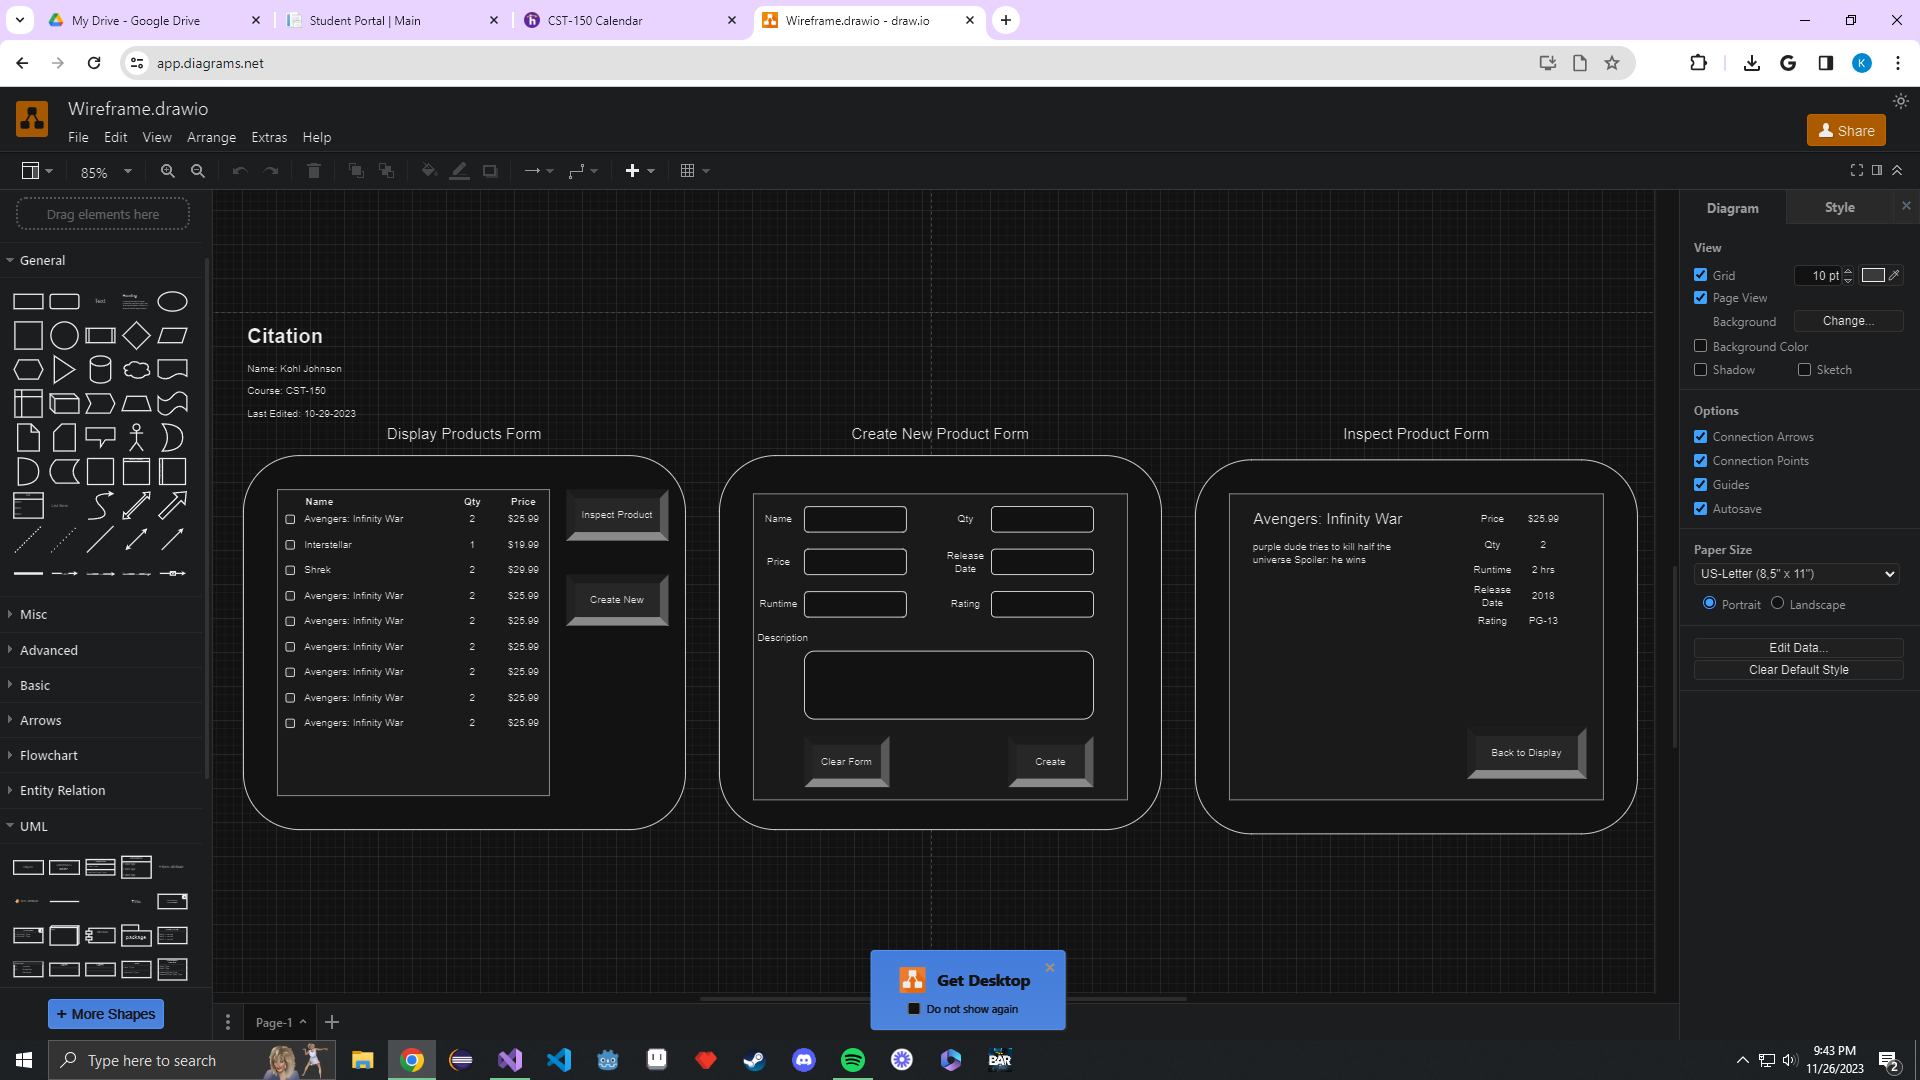 My Drive - Google Drive
Student Portal | Main
CST-150 Calendar
Wireframe.drawio - draw.io
app.diagrams.net
K
Wireframe.drawio
File Edit View Arrange Extras Help
Share
85%
Drag elements here
General
Text
Heading
Misc
Advanced
Basic
Arrows
Flowchart
Entity Relation
UML
package
+ More Shapes
Citation
Name: Kohl Johnson
Course: CST-150
Last Edited: 10-29-2023
Display Products Form
Name Qty Price
Avengers: Infinity War 2 $25.99
Interstellar 1 $19.99
Shrek 2 $29.99
Avengers: Infinity War 2 $25.99
Avengers: Infinity War 2 $25.99
Avengers: Infinity War 2 $25.99
Avengers: Infinity War 2 $25.99
Avengers: Infinity War 2 $25.99
Avengers: Infinity War 2 $25.99
Inspect Product
Create New
Create New Product Form
Name Qty
Price Release
Date
Runtime Rating
Description
Clear Form Create
Inspect Product Form
Avengers: Infinity War
purple dude tries to kill half the
universe Spoiler: he wins
Price $25.99
Qty 2
Runtime 2 hrs
Release
Date 2018
Rating PG-13
Back to Display
Diagram Style
View
Grid 10 pt
Page View
Background Change...
Background Color
Shadow Sketch
Options
Connection Arrows
Connection Points
Guides
Autosave
Paper Size
US-Letter (8,5" x 11")
Portrait Landscape
Edit Data...
Clear Default Style
Get Desktop
Do not show again
Page-1
Type here to search
BAR
9:43 PM
11/26/2023
2